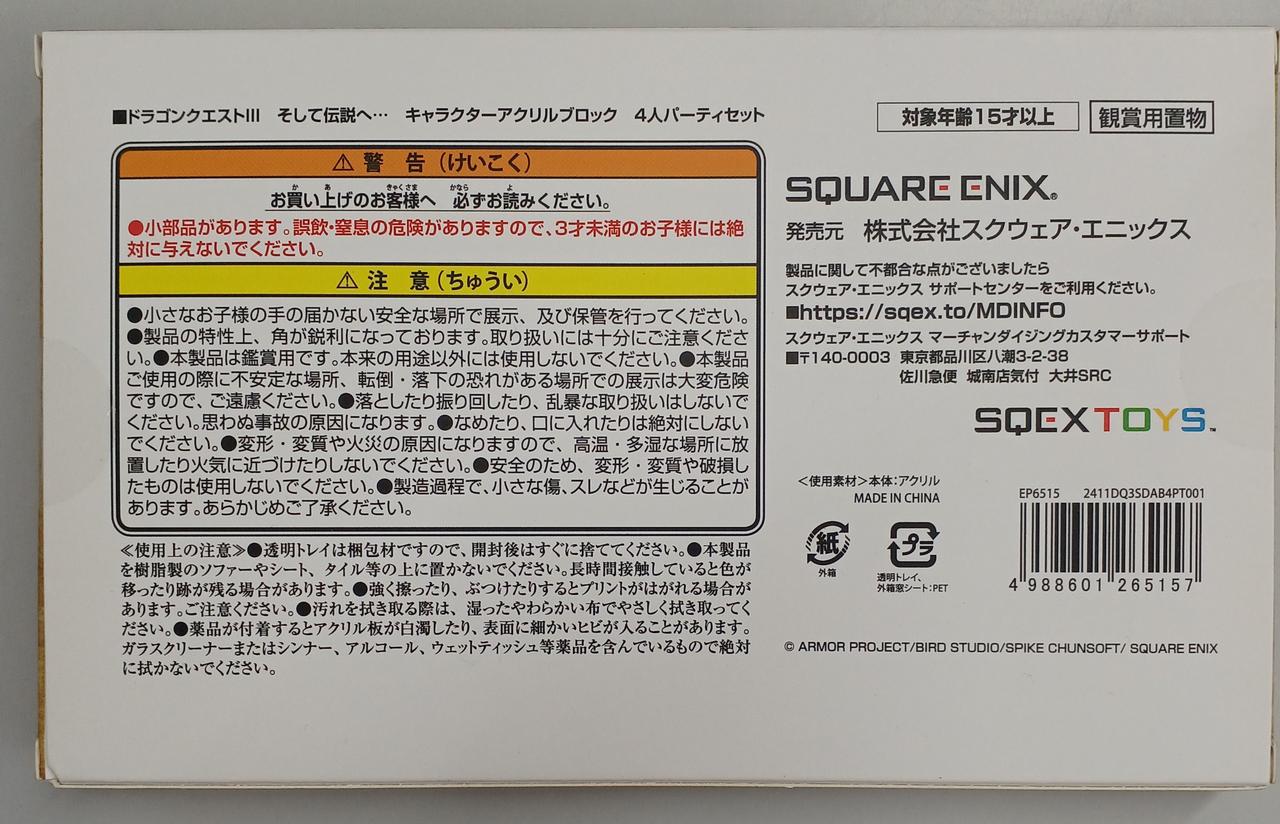 ■ドラゴンクエストIII　そして伝説へ…　キャラクターアクリルブロック　4人パーティセット
対象年齢15才以上
観賞用置物
⚠ 警　告（けいこく）
お買い上げのお客様へ　必ずお読みください。
か　あ　きゃくさま　かなら　よ
●小部品があります。誤飲・窒息の危険がありますので、3才未満のお子様には絶
対に与えないでください。
⚠ 注　意（ちゅうい）
●小さなお子様の手の届かない安全な場所で展示、及び保管を行ってください。
●製品の特性上、角が鋭利になっております。取り扱いには十分にご注意くださ
い。●本製品は鑑賞用です。本来の用途以外には使用しないでください。●本製品
ご使用の際に不安定な場所、転倒・落下の恐れがある場所での展示は大変危険
ですので、ご遠慮ください。●落としたり振り回したり、乱暴な取り扱いはしないで
ください。思わぬ事故の原因になります。●なめたり、口に入れたりは絶対にしない
でください。●変形・変質や火災の原因になりますので、高温・多湿な場所に放
置したり火気に近づけたりしないでください。●安全のため、変形・変質や破損し
たものは使用しないでください。●製造過程で、小さな傷、スレなどが生じることが
あります。あらかじめご了承ください。
≪使用上の注意≫●透明トレイは梱包材ですので、開封後はすぐに捨ててください。●本製品
を樹脂製のソファーやシート、タイル等の上に置かないでください。長時間接触していると色が
移ったり跡が残る場合があります。●強く擦ったり、ぶつけたりするとプリントがはがれる場合が
あります。ご注意ください。●汚れを拭き取る際は、湿ったやわらかい布でやさしく拭き取ってく
ださい。●薬品が付着するとアクリル板が白濁したり、表面に細かいヒビが入ることがあります。
ガラスクリーナーまたはシンナー、アルコール、ウェットティッシュ等薬品を含んでいるもので絶対
に拭かないでください。
SQUARE ENIX®
発売元　株式会社スクウェア・エニックス
製品に関して不都合な点がございましたら
スクウェア・エニックス サポートセンターをご利用ください。
■https://sqex.to/MDINFO
スクウェア・エニックス マーチャンダイジングカスタマーサポート
■〒140-0003 東京都品川区八潮3-2-38
佐川急便 城南店気付 大井SRC
SQEX TOYS™
＜使用素材＞本体：アクリル
MADE IN CHINA
紙
外箱
プラ
透明トレイ、
外箱窓シート：PET
EP6515　2411DQ3SDAB4PT001
4 988601 265157
© ARMOR PROJECT/BIRD STUDIO/SPIKE CHUNSOFT/ SQUARE ENIX